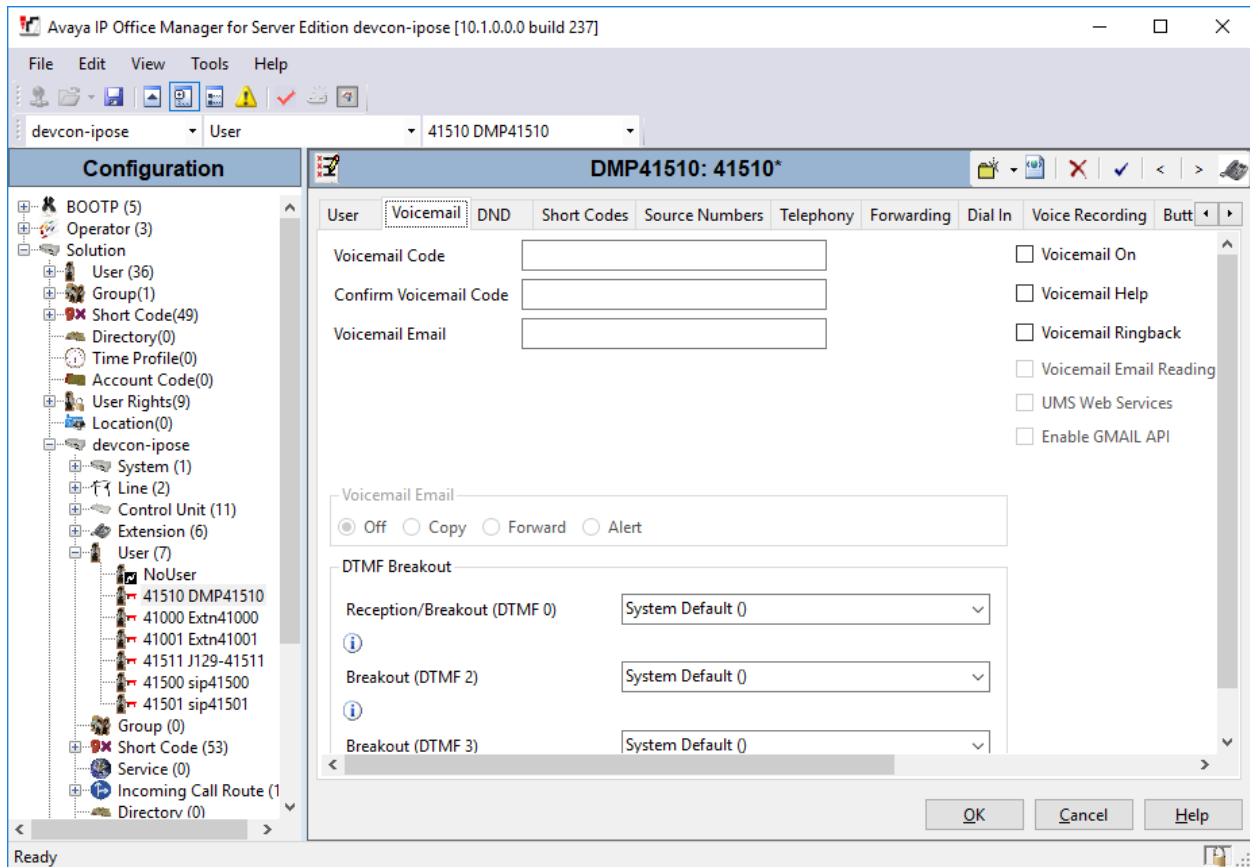 Avaya IP Office Manager for Server Edition devcon-ipose [10.1.0.0.0 build 237]
File Edit View Tools Help
devcon-ipose User 41510 DMP41510
Configuration
BOOTP (5)
Operator (3)
Solution
User (36)
Group(1)
Short Code(49)
Directory(0)
Time Profile(0)
Account Code(0)
User Rights(9)
Location(0)
devcon-ipose
System (1)
Line (2)
Control Unit (11)
Extension (6)
User (7)
NoUser
41510 DMP41510
41000 Extn41000
41001 Extn41001
41511 J129-41511
41500 sip41500
41501 sip41501
Group (0)
Short Code (53)
Service (0)
Incoming Call Route (1
Directory (0)
DMP41510: 41510*
User Voicemail DND Short Codes Source Numbers Telephony Forwarding Dial In Voice Recording Butt
Voicemail Code
Confirm Voicemail Code
Voicemail Email
Voicemail On
Voicemail Help
Voicemail Ringback
Voicemail Email Reading
UMS Web Services
Enable GMAIL API
Voicemail Email
Off Copy Forward Alert
DTMF Breakout
Reception/Breakout (DTMF 0) System Default ()
Breakout (DTMF 2) System Default ()
Breakout (DTMF 3) System Default ()
OK Cancel Help
Ready